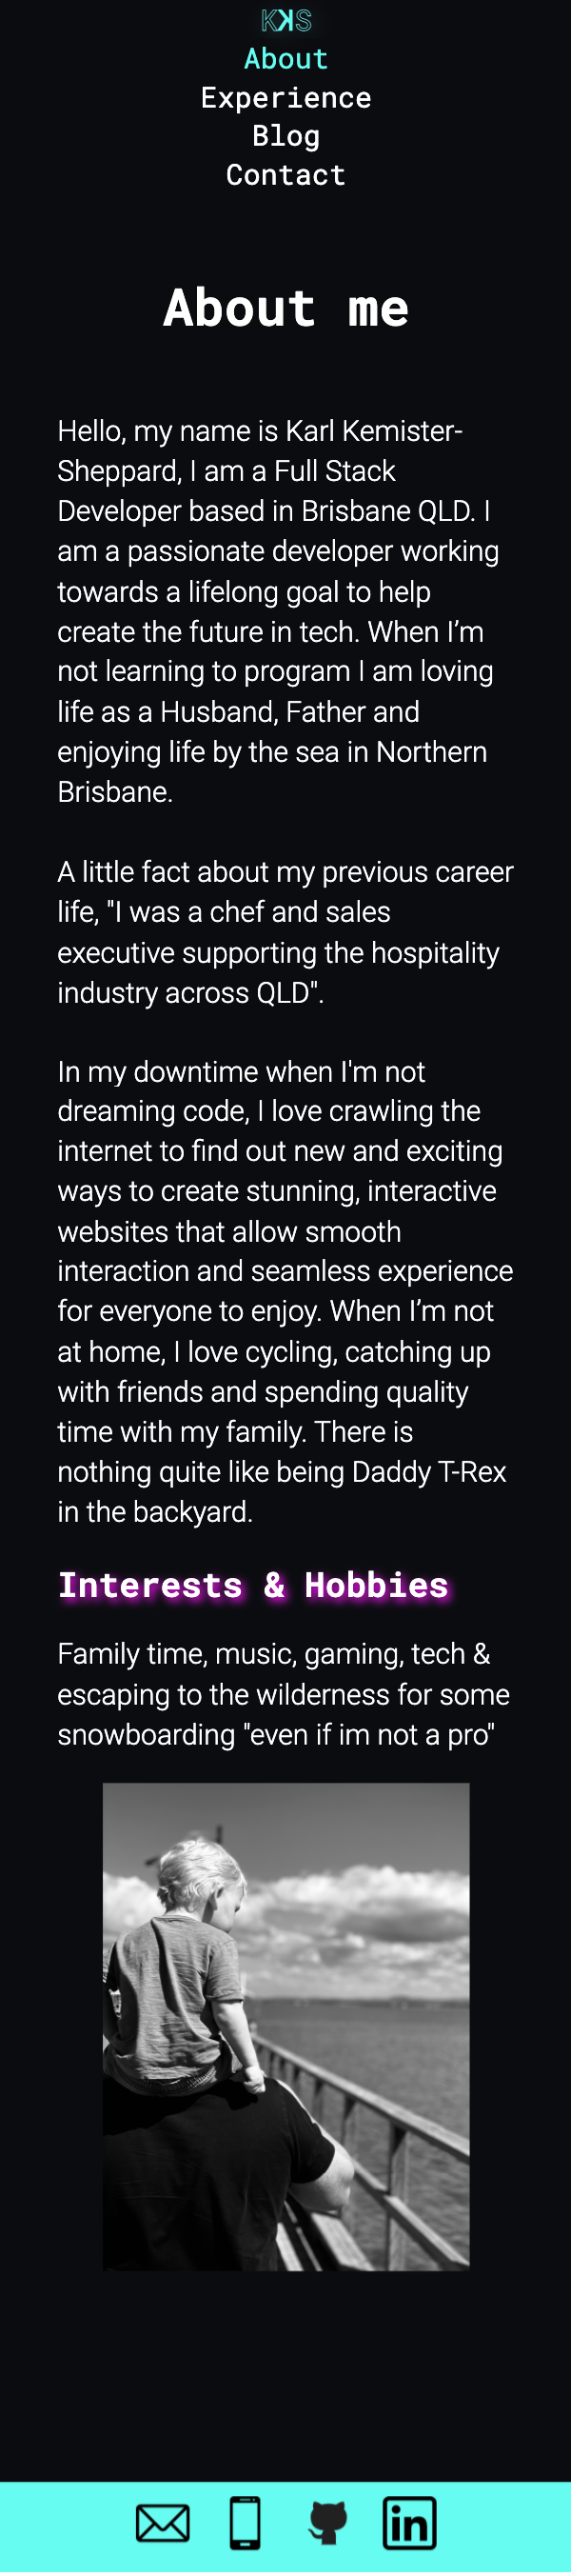 KKS
About
Experience
Blog
Contact
About me
Hello, my name is Karl Kemister-
Sheppard, I am a Full Stack
Developer based in Brisbane QLD. I
am a passionate developer working
towards a lifelong goal to help
create the future in tech. When I’m
not learning to program I am loving
life as a Husband, Father and
enjoying life by the sea in Northern
Brisbane.
A little fact about my previous career
life, "I was a chef and sales
executive supporting the hospitality
industry across QLD".
In my downtime when I'm not
dreaming code, I love crawling the
internet to find out new and exciting
ways to create stunning, interactive
websites that allow smooth
interaction and seamless experience
for everyone to enjoy. When I’m not
at home, I love cycling, catching up
with friends and spending quality
time with my family. There is
nothing quite like being Daddy T-Rex
in the backyard.
Interests & Hobbies
Family time, music, gaming, tech &
escaping to the wilderness for some
snowboarding "even if im not a pro"
in